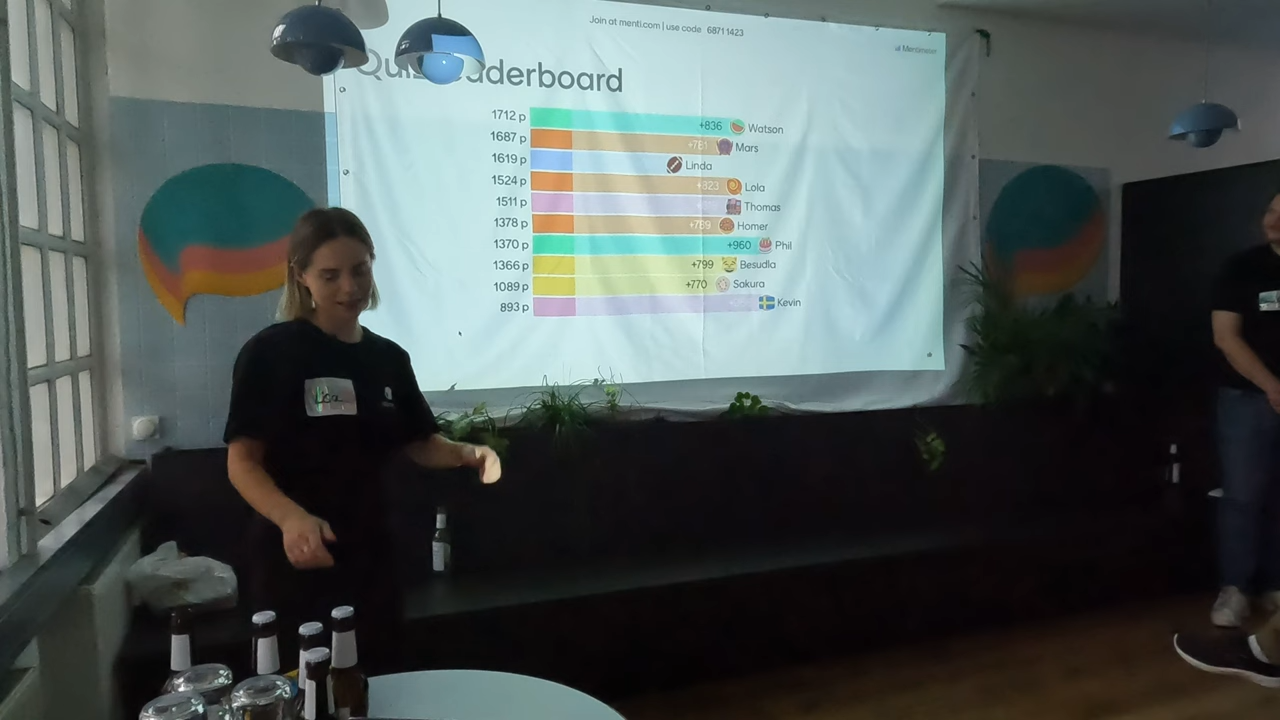 Join at menti.com | use code 6871 1423
Mentimeter
Quiz leaderboard
1712 p +836 Watson
1687 p +781 Mars
1619 p Linda
1524 p +823 Lola
1511 p Thomas
1378 p +789 Homer
1370 p +960 Phil
1366 p +799 Besudla
1089 p +770 Sakura
893 p Kevin